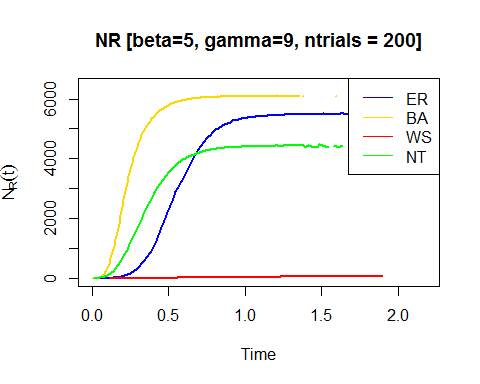 NR [beta=5, gamma=9, ntrials = 200]
ER
BA
WS
NT
N_R(t)
6000
4000
2000
0
0.0 0.5 1.0 1.5 2.0
Time